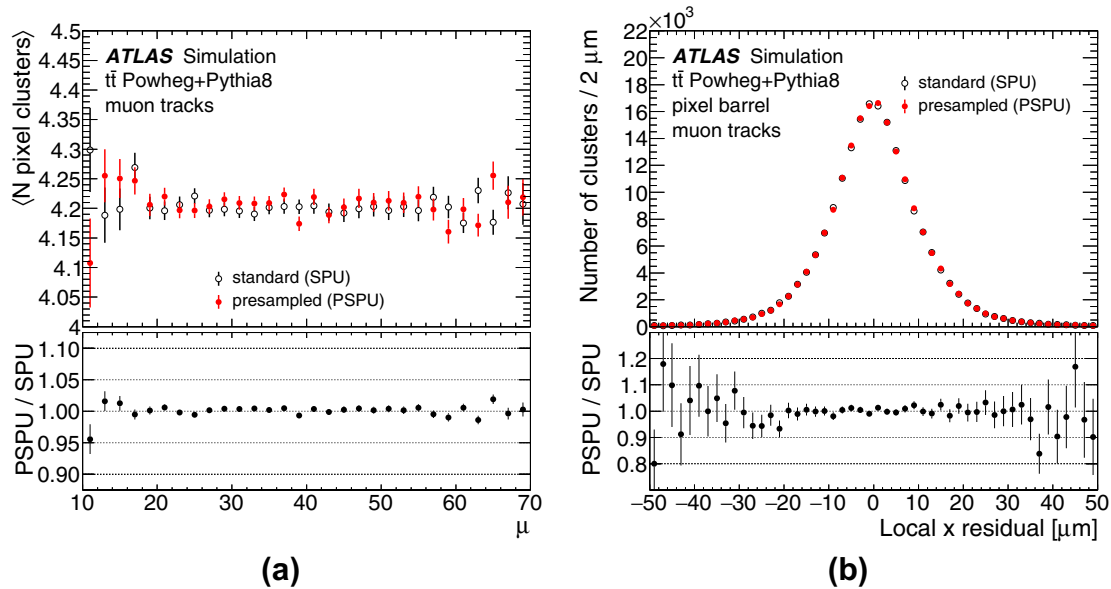 4.5
4.45
4.4
4.35
4.3
4.25
4.2
4.15
4.1
4.05
4
⟨N pixel clusters⟩
ATLAS Simulation
tt̄ Powheg+Pythia8
muon tracks
standard (SPU)
presampled (PSPU)
1.10
1.05
1.00
0.95
0.90
PSPU / SPU
10 20 30 40 50 60 70
μ
(a)
×10³
22
20
18
16
14
12
10
8
6
4
2
0
Number of clusters / 2 μm
ATLAS Simulation
tt̄ Powheg+Pythia8
pixel barrel
muon tracks
standard (SPU)
presampled (PSPU)
1.2
1.1
1.0
0.9
0.8
PSPU / SPU
−50 −40 −30 −20 −10 0 10 20 30 40 50
Local x residual [μm]
(b)